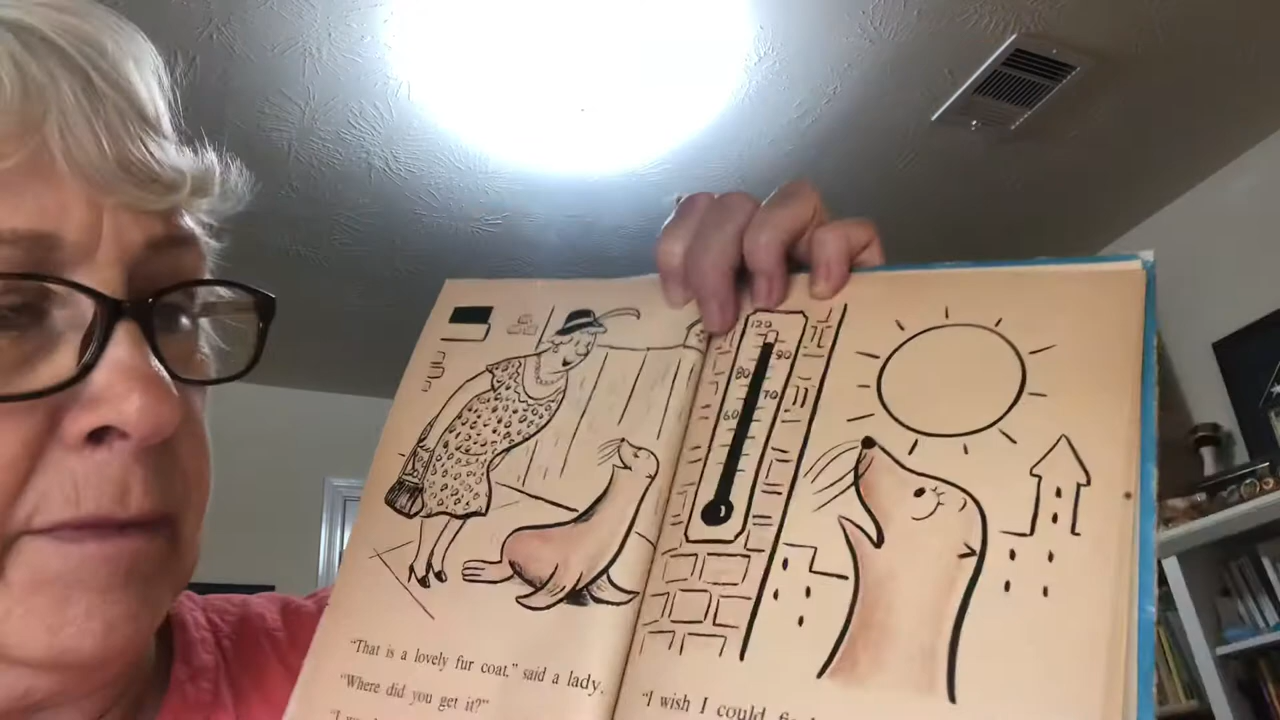 "That is a lovely fur coat," said a lady.
"Where did you get it?"
"I
"I wish I could
120
90
80
70
60